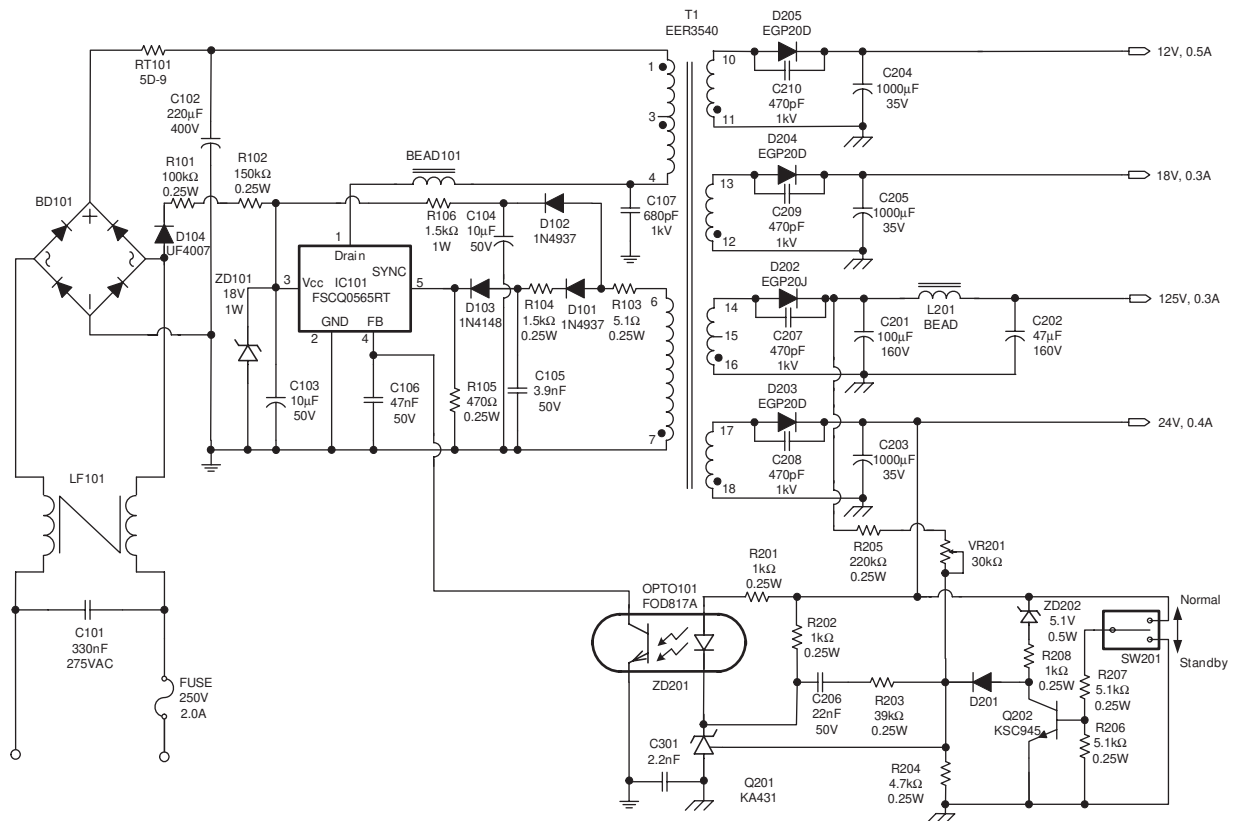 T1
EER3540
RT101
5D-9
C102
220μF
400V
R101
100kΩ
0.25W
R102
150kΩ
0.25W
BD101
D104
UF4007
BEAD101
R106
1.5kΩ
1W
C104
10μF
50V
D102
1N4937
C107
680pF
1kV
1
3
4
ZD101
18V
1W
1
Drain
SYNC
3
Vcc
IC101
FSCQ0565RT
5
GND
FB
2
4
D103
1N4148
R104
1.5kΩ
0.25W
D101
1N4937
R103
5.1Ω
0.25W
6
7
C103
10μF
50V
C106
47nF
50V
R105
470Ω
0.25W
C105
3.9nF
50V
LF101
C101
330nF
275VAC
FUSE
250V
2.0A
D205
EGP20D
10
11
C210
470pF
1kV
C204
1000μF
35V
12V, 0.5A
D204
EGP20D
13
12
C209
470pF
1kV
C205
1000μF
35V
18V, 0.3A
D202
EGP20J
14
15
16
C207
470pF
1kV
C201
100μF
160V
L201
BEAD
C202
47μF
160V
125V, 0.3A
D203
EGP20D
17
18
C208
470pF
1kV
C203
1000μF
35V
24V, 0.4A
R205
220kΩ
0.25W
VR201
30kΩ
OPTO101
FOD817A
R201
1kΩ
0.25W
R202
1kΩ
0.25W
ZD201
C206
22nF
50V
R203
39kΩ
0.25W
D201
ZD202
5.1V
0.5W
R208
1kΩ
0.25W
Q202
KSC945
R207
5.1kΩ
0.25W
R206
5.1kΩ
0.25W
SW201
Normal
Standby
C301
2.2nF
Q201
KA431
R204
4.7kΩ
0.25W